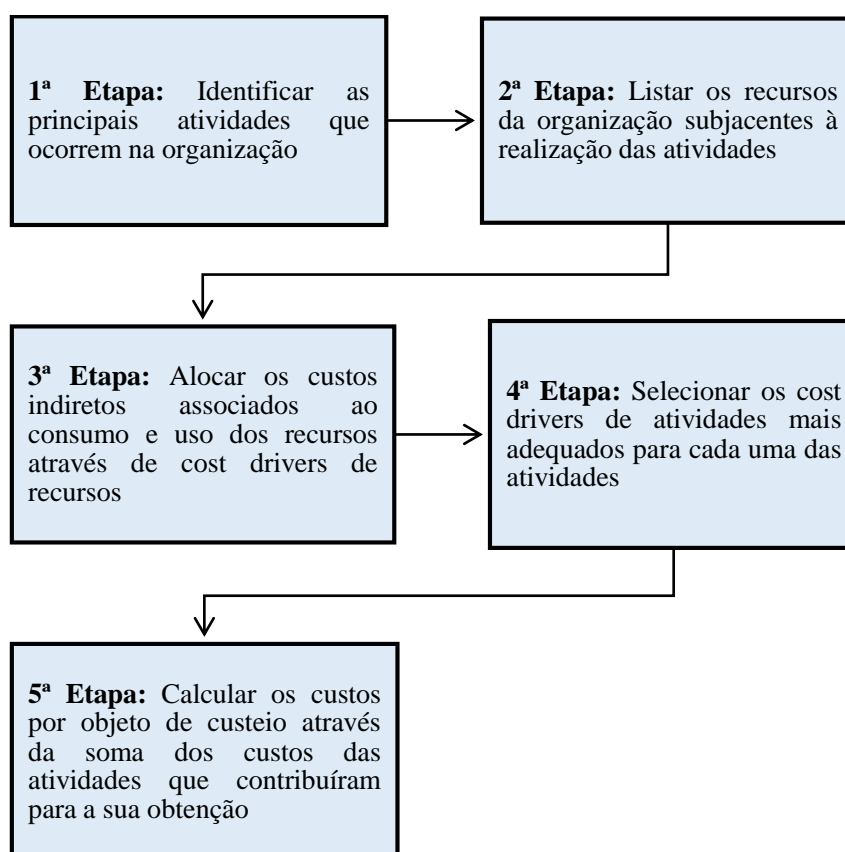 1ª Etapa: Identificar as
principais atividades que
ocorrem na organização
2ª Etapa: Listar os recursos
da organização subjacentes à
realização das atividades
3ª Etapa: Alocar os custos
indiretos associados ao
consumo e uso dos recursos
através de cost drivers de
recursos
4ª Etapa: Selecionar os cost
drivers de atividades mais
adequados para cada uma das
atividades
5ª Etapa: Calcular os custos
por objeto de custeio através
da soma dos custos das
atividades que contribuíram
para a sua obtenção